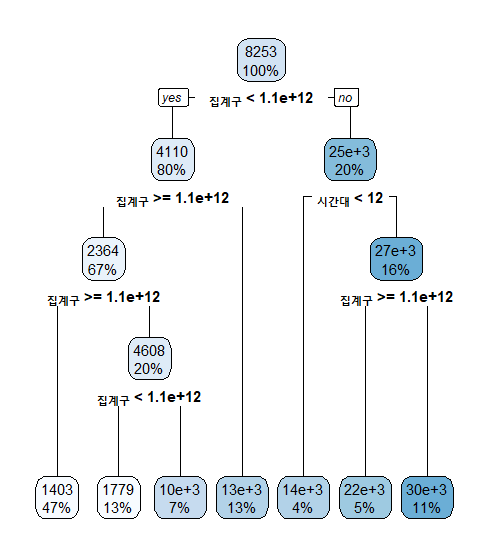 8253
100%
yes
집계구 < 1.1e+12
no
4110
80%
25e+3
20%
집계구 >= 1.1e+12
시간대 < 12
2364
67%
27e+3
16%
집계구 >= 1.1e+12
집계구 >= 1.1e+12
4608
20%
집계구 < 1.1e+12
1403
47%
1779
13%
10e+3
7%
13e+3
13%
14e+3
4%
22e+3
5%
30e+3
11%